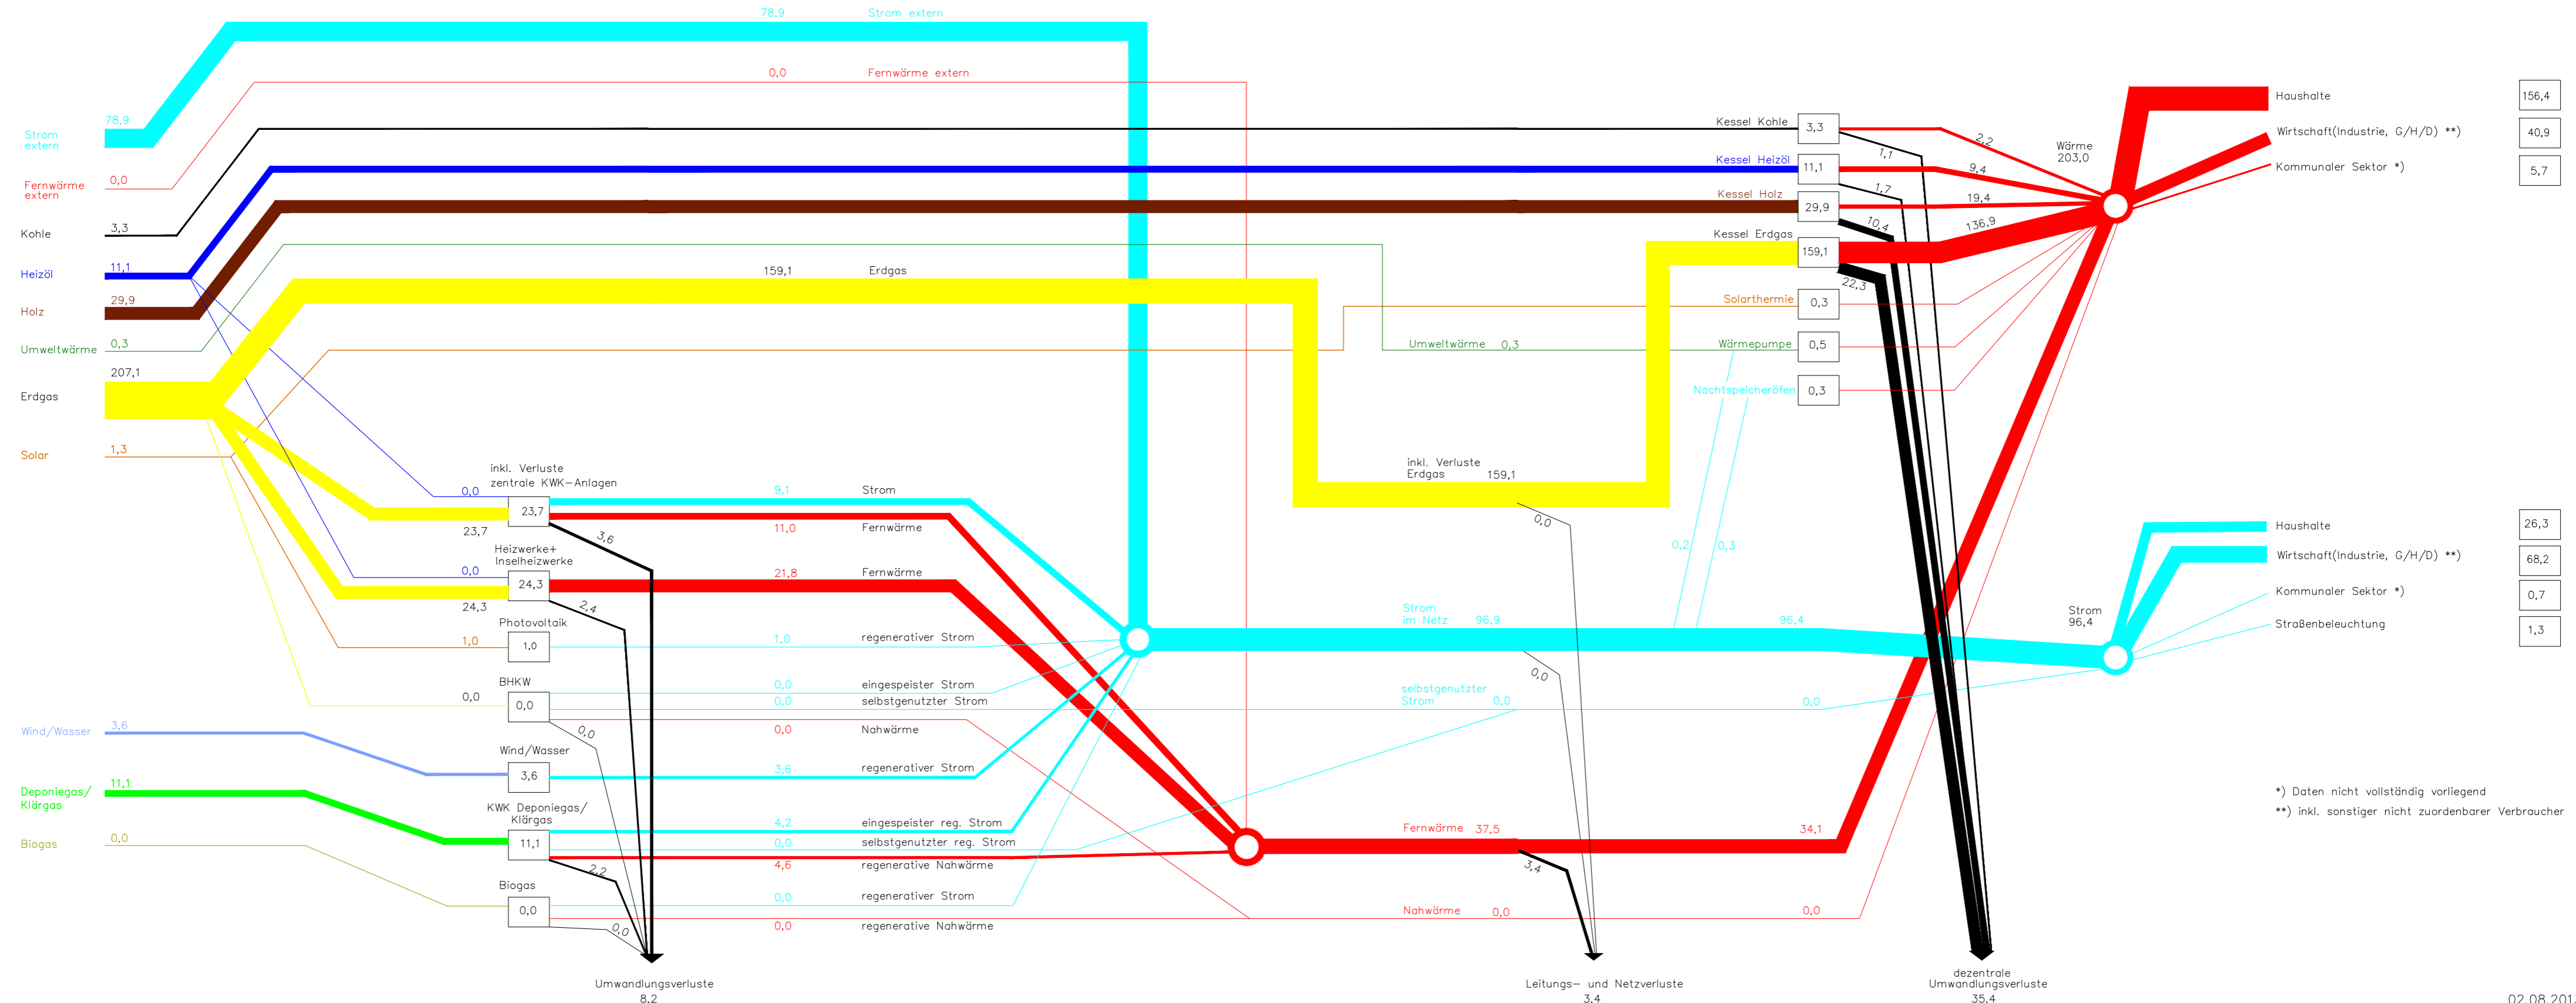 78,9 Strom extern
0,0 Fernwärme extern
78,9
Strom
extern
0,0
Fernwärme
extern
3,3
Kohle
11,1
Heizöl
29,9
Holz
0,3
Umweltwärme
207,1
Erdgas
1,3
Solar
3,6
Wind/Wasser
11,1
Deponiegas/
Klärgas
0,0
Biogas
159,1 Erdgas
inkl. Verluste
zentrale KWK-Anlagen
0,0
23,7
23,7
3,6
9,1 Strom
11,0 Fernwärme
Heizwerke+
Inselheizwerke
0,0
24,3
24,3
2,4
21,8 Fernwärme
Photovoltaik
1,0
1,0
1,0 regenerativer Strom
BHKW
0,0
0,0
0,0
0,0 eingespeister Strom
0,0 selbstgenutzter Strom
0,0 Nahwärme
Wind/Wasser
3,6
3,6 regenerativer Strom
KWK Deponiegas/
Klärgas
11,1
2,2
4,2 eingespeister reg. Strom
0,0 selbstgenutzter reg. Strom
4,6 regenerative Nahwärme
Biogas
0,0
0,0
0,0 regenerativer Strom
0,0 regenerative Nahwärme
Umwandlungsverluste
8,2
Umweltwärme 0,3
inkl. Verluste
Erdgas 159,1
0,0
Strom
im Netz 96,9
0,0
selbstgenutzter
Strom 0,0
Fernwärme 37,5
3,4
Nahwärme 0,0
Leitungs- und Netzverluste
3,4
Kessel Kohle
3,3
2,2
1,1
Kessel Heizöl
11,1
9,4
1,7
Kessel Holz
29,9
19,4
10,4
Kessel Erdgas
159,1
136,9
22,3
Solarthermie
0,3
Wärmepumpe
0,5
Nachtspeicheröfen
0,3
0,2 0,3
96,4
0,0
34,1
0,0
dezentrale
Umwandlungsverluste
35,4
Wärme
203,0
Haushalte 156,4
Wirtschaft(Industrie, G/H/D) **) 40,9
Kommunaler Sektor *) 5,7
Strom
96,4
Haushalte 26,3
Wirtschaft(Industrie, G/H/D) **) 68,2
Kommunaler Sektor *) 0,7
Straßenbeleuchtung 1,3
*) Daten nicht vollständig vorliegend
**) inkl. sonstiger nicht zuordenbarer Verbraucher